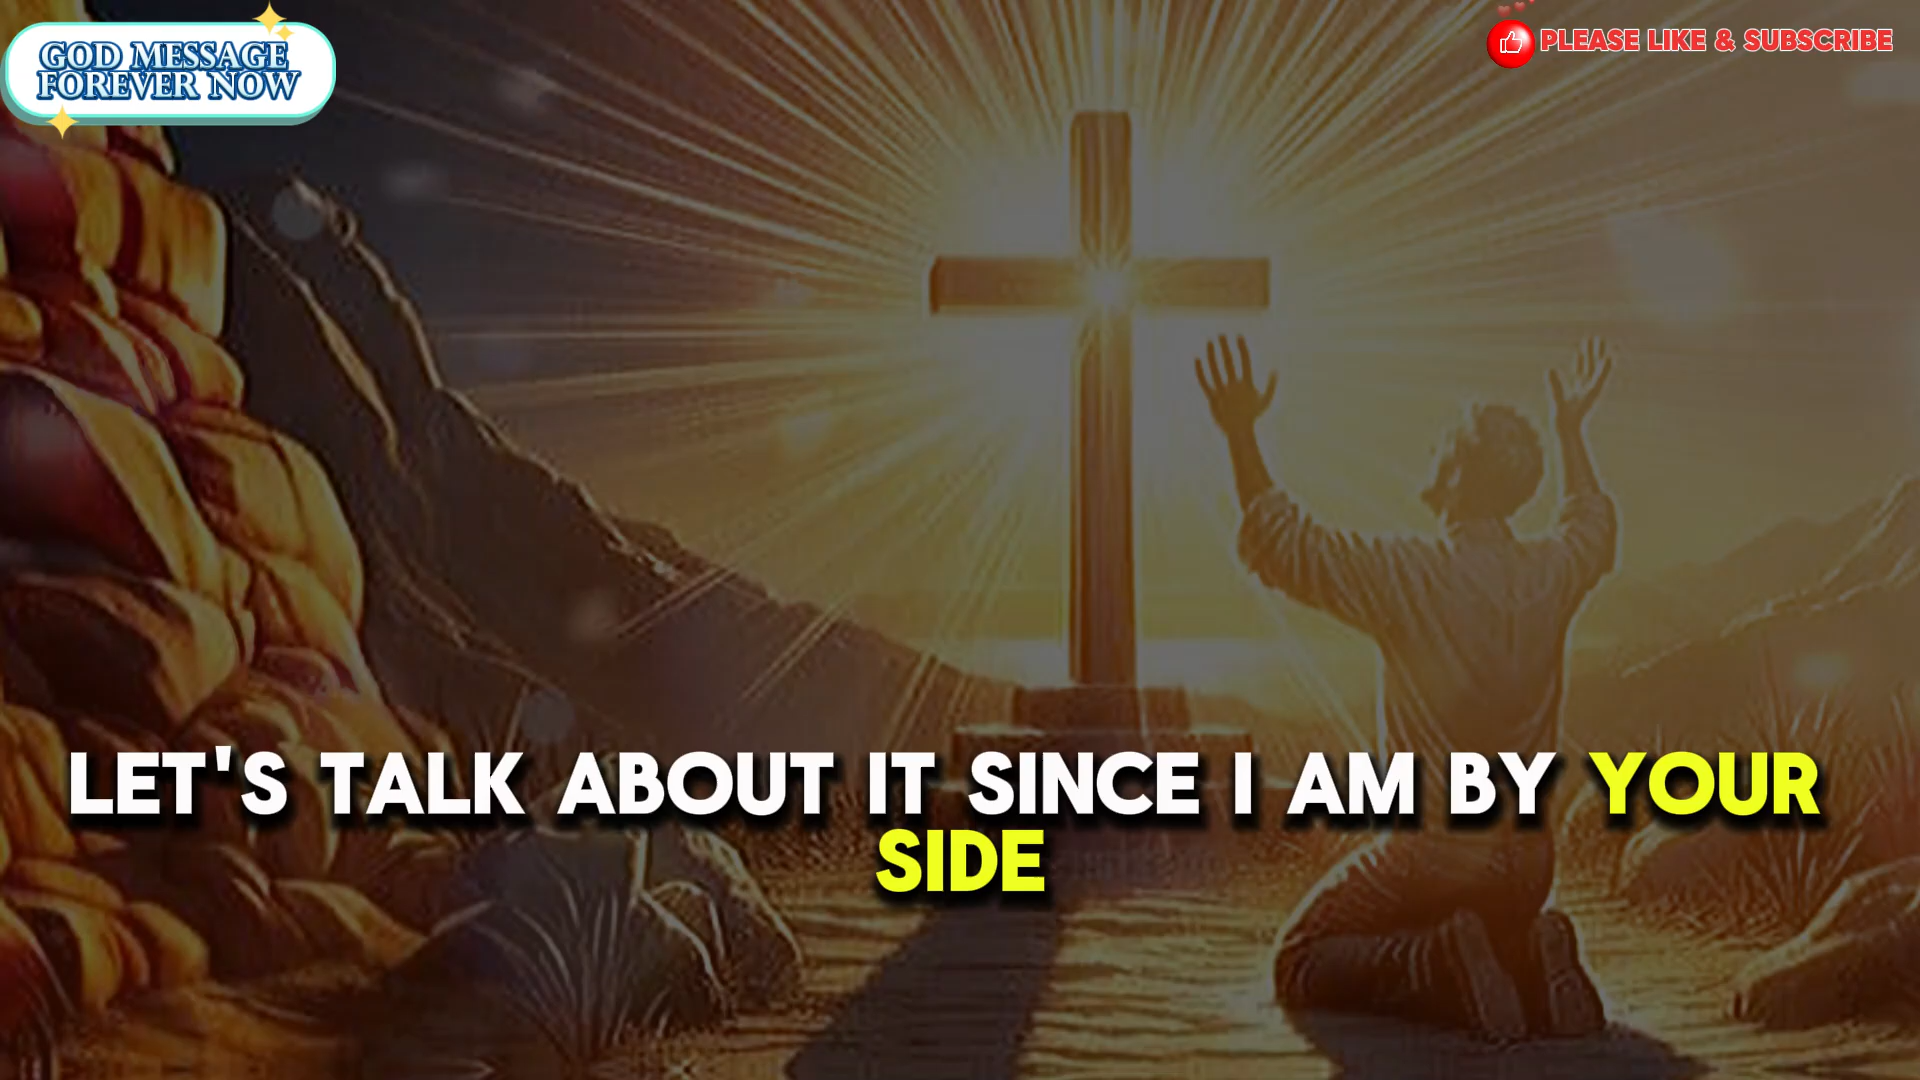 GOD MESSAGE
FOREVER NOW
PLEASE LIKE & SUBSCRIBE
LET'S TALK ABOUT IT SINCE I AM BY YOUR
SIDE